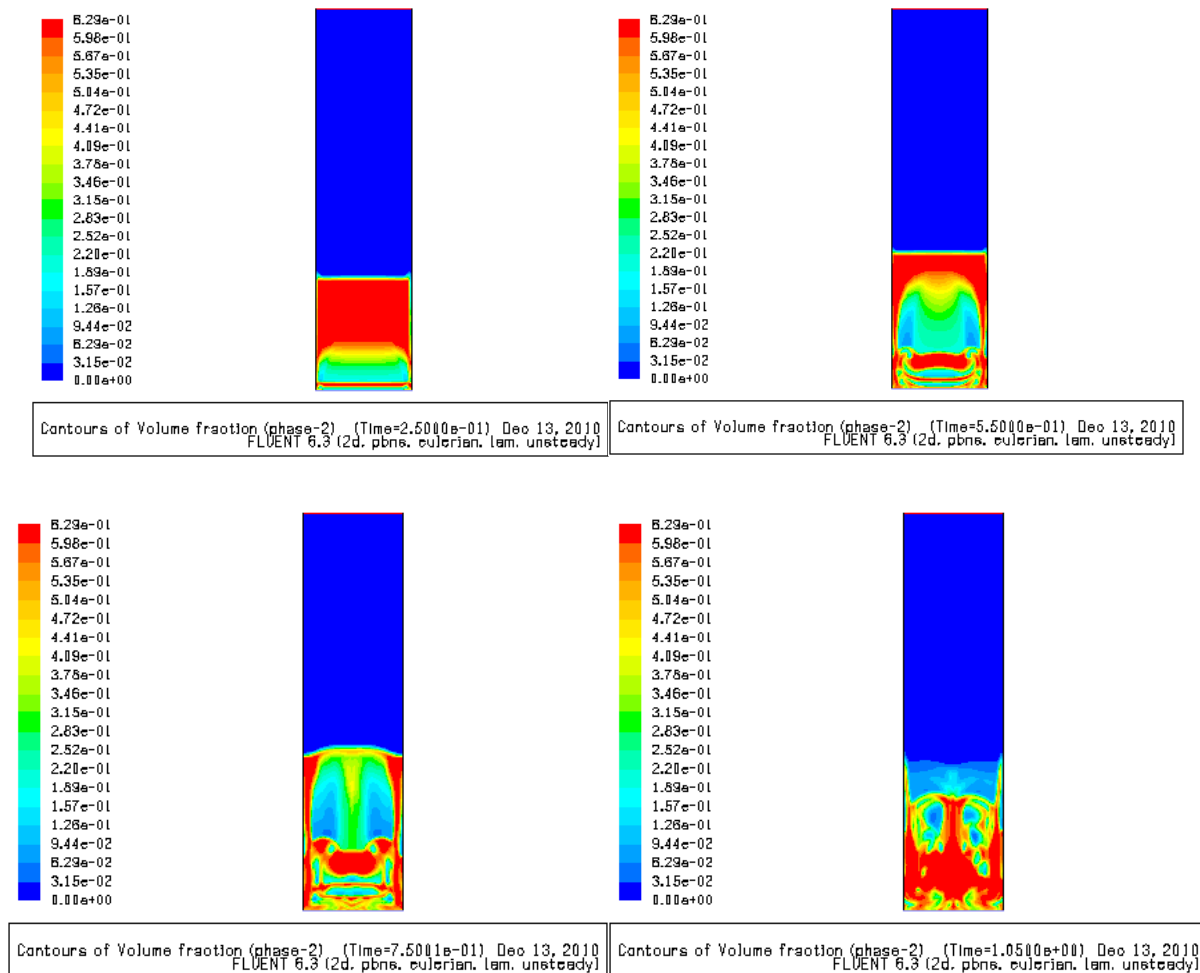 6.29e-01
5.98e-01
5.67e-01
5.35e-01
5.04e-01
4.72e-01
4.41e-01
4.09e-01
3.78e-01
3.46e-01
3.15e-01
2.83e-01
2.52e-01
2.20e-01
1.89e-01
1.57e-01
1.26e-01
9.44e-02
6.29e-02
3.15e-02
0.00e+00
Contours of Volume fraction (phase-2) (Time=2.5000e-01) Dec 13, 2010
FLUENT 6.3 (2d, pbns, eulerian, lam, unsteady)
6.29e-01
5.98e-01
5.67e-01
5.35e-01
5.04e-01
4.72e-01
4.41e-01
4.09e-01
3.78e-01
3.46e-01
3.15e-01
2.83e-01
2.52e-01
2.20e-01
1.89e-01
1.57e-01
1.26e-01
9.44e-02
6.29e-02
3.15e-02
0.00e+00
Contours of Volume fraction (phase-2) (Time=5.5000e-01) Dec 13, 2010
FLUENT 6.3 (2d, pbns, eulerian, lam, unsteady)
6.29e-01
5.98e-01
5.67e-01
5.35e-01
5.04e-01
4.72e-01
4.41e-01
4.09e-01
3.78e-01
3.46e-01
3.15e-01
2.83e-01
2.52e-01
2.20e-01
1.89e-01
1.57e-01
1.26e-01
9.44e-02
6.29e-02
3.15e-02
0.00e+00
Contours of Volume fraction (phase-2) (Time=7.5001e-01) Dec 13, 2010
FLUENT 6.3 (2d, pbns, eulerian, lam, unsteady)
6.29e-01
5.98e-01
5.67e-01
5.35e-01
5.04e-01
4.72e-01
4.41e-01
4.09e-01
3.78e-01
3.46e-01
3.15e-01
2.83e-01
2.52e-01
2.20e-01
1.89e-01
1.57e-01
1.26e-01
9.44e-02
6.29e-02
3.15e-02
0.00e+00
Contours of Volume fraction (phase-2) (Time=1.0500e+00) Dec 13, 2010
FLUENT 6.3 (2d, pbns, eulerian, lam, unsteady)